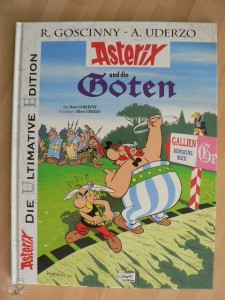 R. GOSCINNY - A. UDERZO
Asterix
und die
Goten
Text: René GOSCINNY
Zeichnungen: Albert UDERZO
GALLIEN
RÖMISCHES REICH
Ge
Asterix DIE ULTIMATIVE EDITION